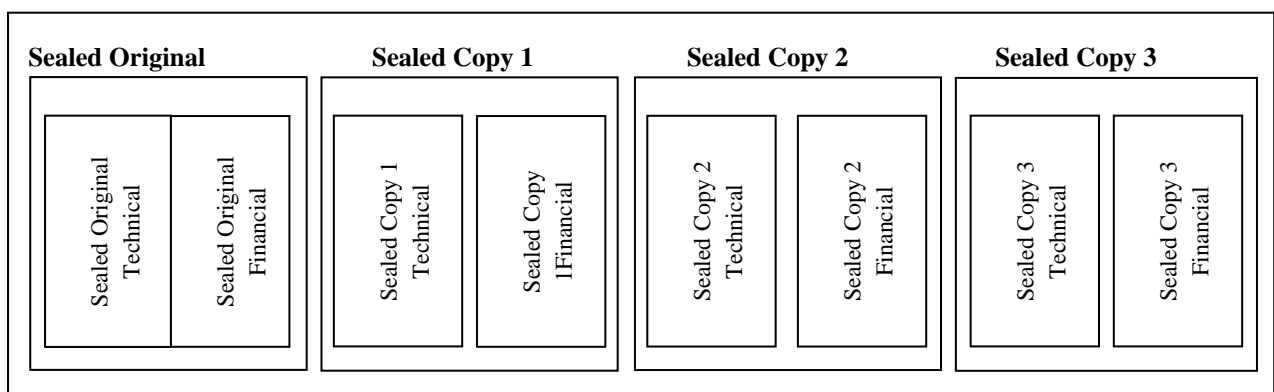 Sealed Original
Sealed Copy 1
Sealed Copy 2
Sealed Copy 3
Sealed Original
Technical
Sealed Original
Financial
Sealed Copy 1
Technical
Sealed Copy
1Financial
Sealed Copy 2
Technical
Sealed Copy 2
Financial
Sealed Copy 3
Technical
Sealed Copy 3
Financial